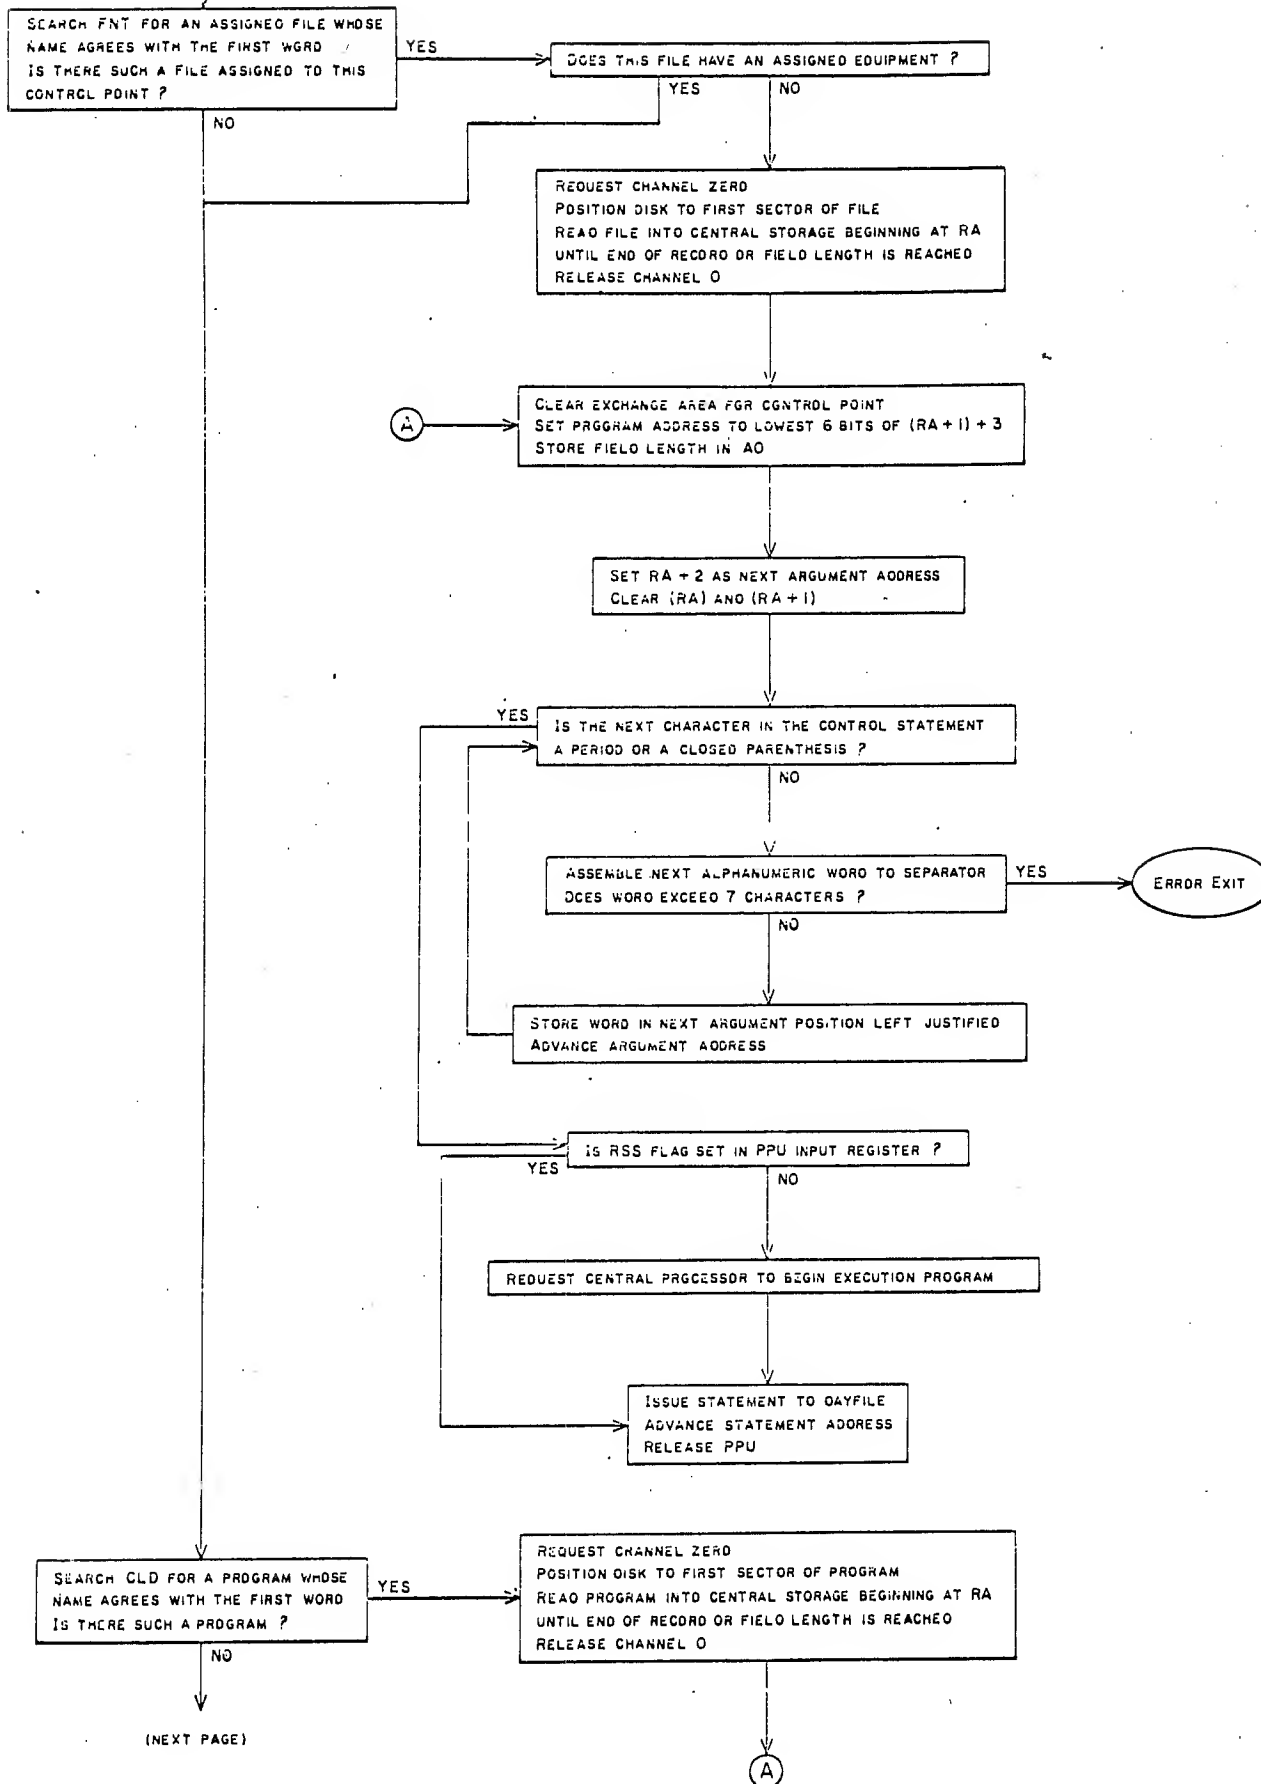 SEARCH FNT FOR AN ASSIGNED FILE WHOSE
NAME AGREES WITH THE FIRST WORD
IS THERE SUCH A FILE ASSIGNED TO THIS
CONTROL POINT ?
YES
NO
DOES THIS FILE HAVE AN ASSIGNED EQUIPMENT ?
YES
NO
REQUEST CHANNEL ZERO
POSITION DISK TO FIRST SECTOR OF FILE
READ FILE INTO CENTRAL STORAGE BEGINNING AT RA
UNTIL END OF RECORD OR FIELD LENGTH IS REACHED
RELEASE CHANNEL 0
A
CLEAR EXCHANGE AREA FOR CONTROL POINT
SET PROGRAM ADDRESS TO LOWEST 6 BITS OF (RA + 1) + 3
STORE FIELD LENGTH IN A0
SET RA + 2 AS NEXT ARGUMENT ADDRESS
CLEAR (RA) AND (RA + 1)
YES
IS THE NEXT CHARACTER IN THE CONTROL STATEMENT
A PERIOD OR A CLOSED PARENTHESIS ?
NO
ASSEMBLE NEXT ALPHANUMERIC WORD TO SEPARATOR
DOES WORD EXCEED 7 CHARACTERS ?
YES
ERROR EXIT
NO
STORE WORD IN NEXT ARGUMENT POSITION LEFT JUSTIFIED
ADVANCE ARGUMENT ADDRESS
IS RSS FLAG SET IN PPU INPUT REGISTER ?
YES
NO
REQUEST CENTRAL PROCESSOR TO BEGIN EXECUTION PROGRAM
ISSUE STATEMENT TO DAYFILE
ADVANCE STATEMENT ADDRESS
RELEASE PPU
SEARCH CLD FOR A PROGRAM WHOSE
NAME AGREES WITH THE FIRST WORD
IS THERE SUCH A PROGRAM ?
YES
NO
REQUEST CHANNEL ZERO
POSITION DISK TO FIRST SECTOR OF PROGRAM
READ PROGRAM INTO CENTRAL STORAGE BEGINNING AT RA
UNTIL END OF RECORD OR FIELD LENGTH IS REACHED
RELEASE CHANNEL 0
(NEXT PAGE)
A